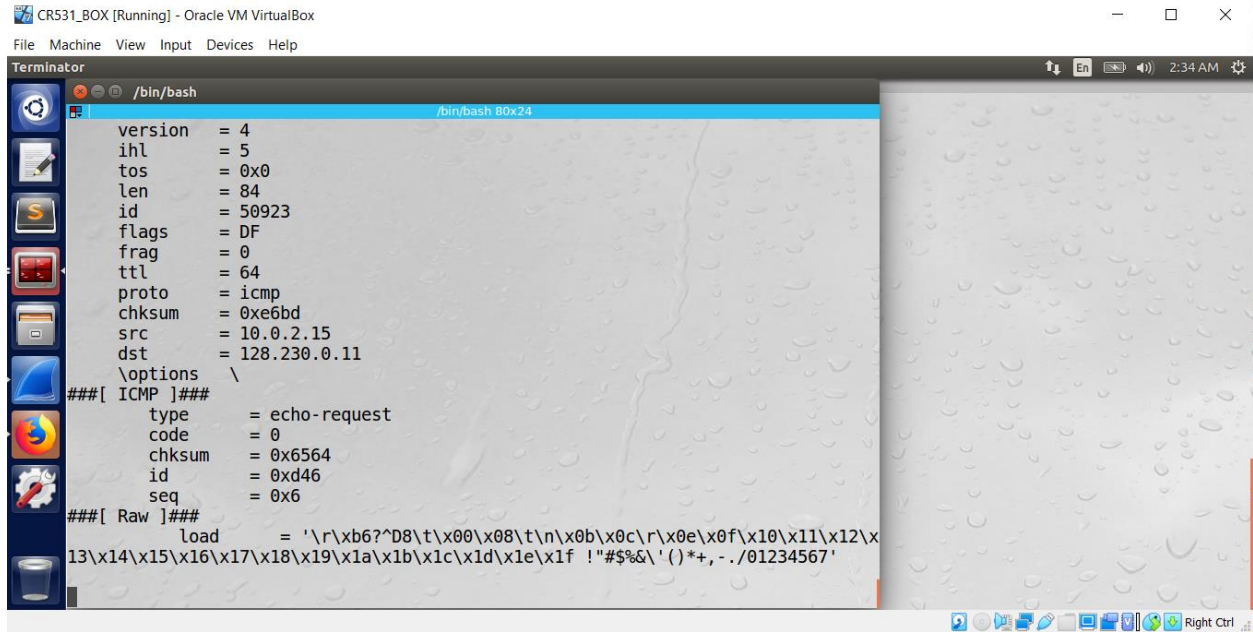 CR531_BOX [Running] - Oracle VM VirtualBox
File Machine View Input Devices Help
Terminator En 2:34 AM
/bin/bash
/bin/bash 80x24
version = 4
ihl = 5
tos = 0x0
len = 84
id = 50923
flags = DF
frag = 0
ttl = 64
proto = icmp
chksum = 0xe6bd
src = 10.0.2.15
dst = 128.230.0.11
\options \
###[ ICMP ]###
type = echo-request
code = 0
chksum = 0x6564
id = 0xd46
seq = 0x6
###[ Raw ]###
load = '\r\xb6?^D8\t\x00\x08\t\n\x0b\x0c\r\x0e\x0f\x10\x11\x12\x
13\x14\x15\x16\x17\x18\x19\x1a\x1b\x1c\x1d\x1e\x1f !"#$%&\'()*+,-./01234567'
Right Ctrl